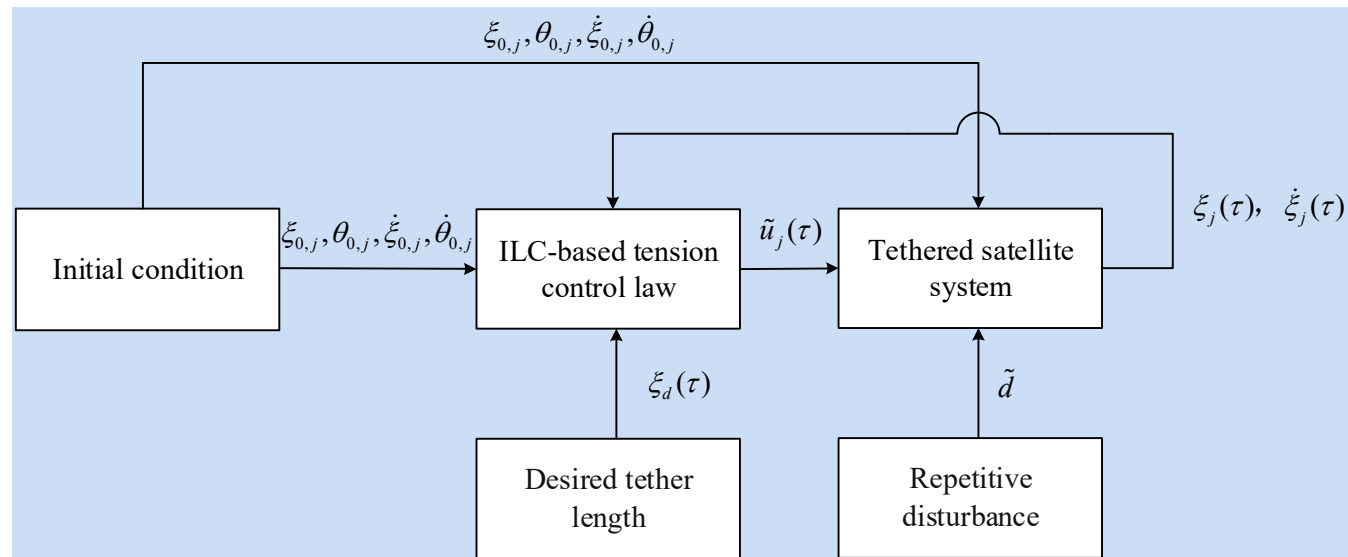 ξ₀,ⱼ, θ₀,ⱼ, ξ̇₀,ⱼ, θ̇₀,ⱼ
ξⱼ(τ), ξ̇ⱼ(τ)
Initial condition
ξ₀,ⱼ, θ₀,ⱼ, ξ̇₀,ⱼ, θ̇₀,ⱼ
ILC-based tension
control law
ũⱼ(τ)
Tethered satellite
system
ξ_d(τ)
d̃
Desired tether
length
Repetitive
disturbance